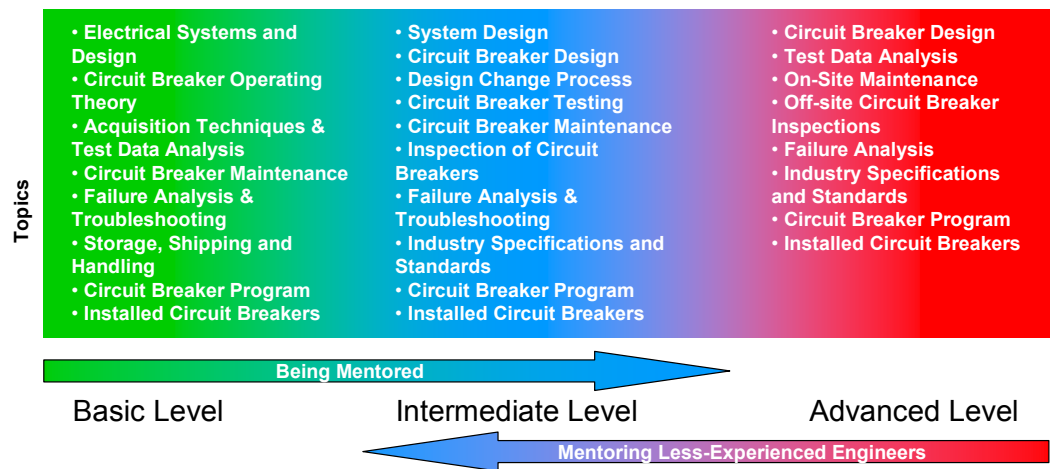 Topics
• Electrical Systems and
Design
• Circuit Breaker Operating
Theory
• Acquisition Techniques &
Test Data Analysis
• Circuit Breaker Maintenance
• Failure Analysis &
Troubleshooting
• Storage, Shipping and
Handling
• Circuit Breaker Program
• Installed Circuit Breakers
• System Design
• Circuit Breaker Design
• Design Change Process
• Circuit Breaker Testing
• Circuit Breaker Maintenance
• Inspection of Circuit
Breakers
• Failure Analysis &
Troubleshooting
• Industry Specifications and
Standards
• Circuit Breaker Program
• Installed Circuit Breakers
• Circuit Breaker Design
• Test Data Analysis
• On-Site Maintenance
• Off-site Circuit Breaker
Inspections
• Failure Analysis
• Industry Specifications
and Standards
• Circuit Breaker Program
• Installed Circuit Breakers
Being Mentored
Basic Level
Intermediate Level
Advanced Level
Mentoring Less-Experienced Engineers